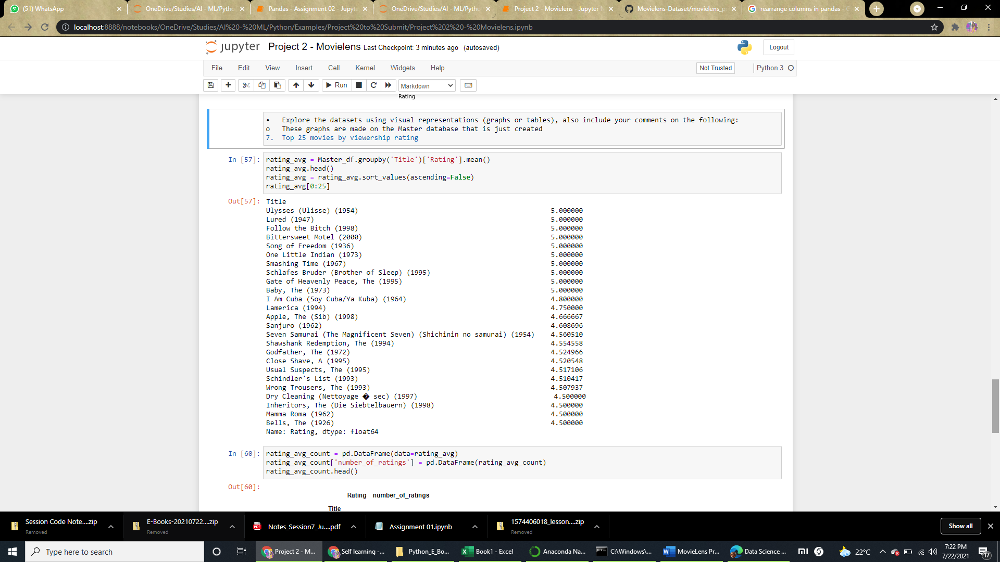 (51) WhatsApp
OneDrive/Studies/AI - ML/Pytho
Pandas - Assignment 02 - Jupyte
OneDrive/Studies/AI - ML/Pytho
Project 2 - Movielens - Jupyter
Movielens-Dataset/movielens_p
rearrange columns in pandas -
localhost:8888/notebooks/OneDrive/Studies/AI%20-%20ML/Python/Examples/Project%20to%20Submit/Project%202%20-%20Movielens.ipynb
jupyter Project 2 - Movielens Last Checkpoint: 3 minutes ago (autosaved)
Logout
File Edit View Insert Cell Kernel Widgets Help
Not Trusted
Python 3
Run
Markdown
Rating
• Explore the datasets using visual representations (graphs or tables), also include your comments on the following:
o These graphs are made on the Master database that is just created
7. Top 25 movies by viewership rating
In [57]: rating_avg = Master_df.groupby('Title')['Rating'].mean()
rating_avg.head()
rating_avg = rating_avg.sort_values(ascending=False)
rating_avg[0:25]
Out[57]: Title
Ulysses (Ulisse) (1954) 5.000000
Lured (1947) 5.000000
Follow the Bitch (1998) 5.000000
Bittersweet Motel (2000) 5.000000
Song of Freedom (1936) 5.000000
One Little Indian (1973) 5.000000
Smashing Time (1967) 5.000000
Schlafes Bruder (Brother of Sleep) (1995) 5.000000
Gate of Heavenly Peace, The (1995) 5.000000
Baby, The (1973) 5.000000
I Am Cuba (Soy Cuba/Ya Kuba) (1964) 4.800000
Lamerica (1994) 4.750000
Apple, The (Sib) (1998) 4.666667
Sanjuro (1962) 4.608696
Seven Samurai (The Magnificent Seven) (Shichinin no samurai) (1954) 4.560510
Shawshank Redemption, The (1994) 4.554558
Godfather, The (1972) 4.524966
Close Shave, A (1995) 4.520548
Usual Suspects, The (1995) 4.517106
Schindler's List (1993) 4.510417
Wrong Trousers, The (1993) 4.507937
Dry Cleaning (Nettoyage � sec) (1997) 4.500000
Inheritors, The (Die Siebtelbauern) (1998) 4.500000
Mamma Roma (1962) 4.500000
Bells, The (1926) 4.500000
Name: Rating, dtype: float64
In [60]: rating_avg_count = pd.DataFrame(data=rating_avg)
rating_avg_count['number_of_ratings'] = pd.DataFrame(rating_avg_count)
rating_avg_count.head()
Out[60]:
Rating number_of_ratings
Title
Session Code Note....zip
Removed
E-Books-20210722....zip
Removed
Notes_Session7_Ju....pdf
Assignment 01.ipynb
1574406018_lesson....zip
Removed
Show all
Type here to search
Project 2 - M...
Self learning -...
Python_E_Bo...
Book1 - Excel
Anaconda Na...
C:\Windows\...
MovieLens Pr...
Data Science ...
22°C
7:22 PM
7/22/2021
17